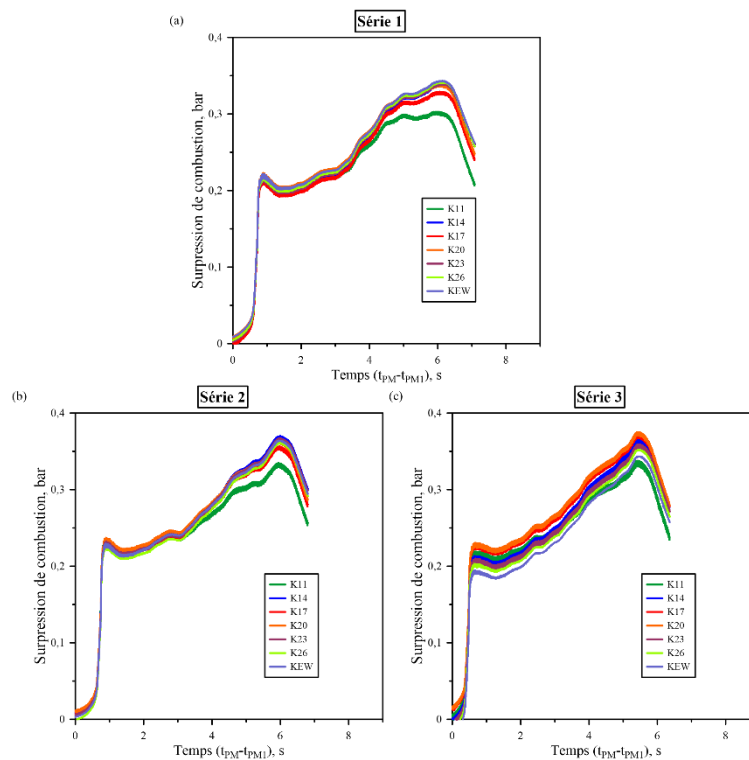 (a)
Série 1
0,4
0,3
0,2
0,1
0
Surpression de combustion, bar
K11
K14
K17
K20
K23
K26
KEW
0 2 4 6 8
Temps (tPM-tPM1), s
(b)
Série 2
0,4
0,3
0,2
0,1
0
Surpression de combustion, bar
K11
K14
K17
K20
K23
K26
KEW
0 2 4 6 8
Temps (tPM-tPM1), s
(c)
Série 3
0,4
0,3
0,2
0,1
0
Surpression de combustion, bar
K11
K14
K17
K20
K23
K26
KEW
0 2 4 6 8
Temps (tPM-tPM1), s